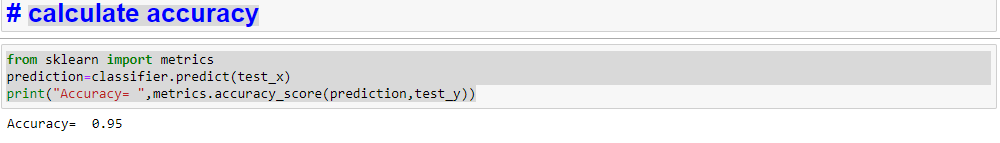 # calculate accuracy
from sklearn import metrics
prediction=classifier.predict(test_x)
print("Accuracy= ",metrics.accuracy_score(prediction,test_y))
Accuracy=  0.95